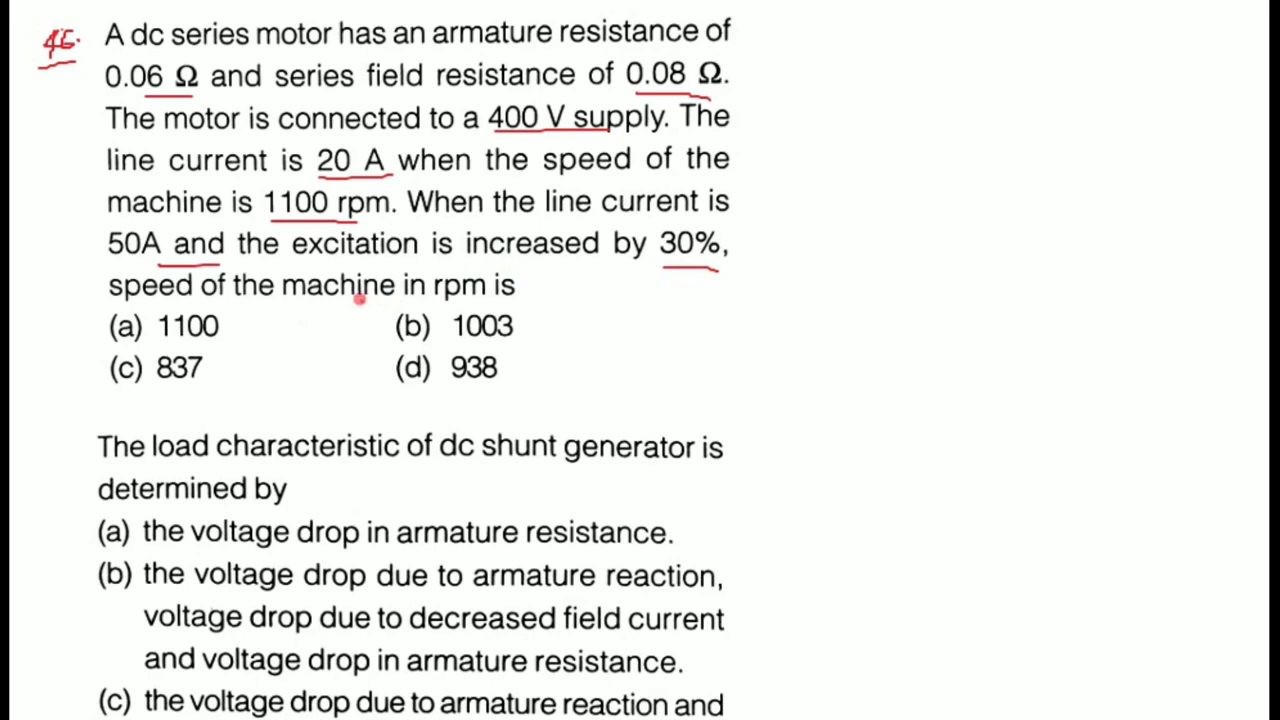 46. A dc series motor has an armature resistance of
0.06 Ω and series field resistance of 0.08 Ω.
The motor is connected to a 400 V supply. The
line current is 20 A when the speed of the
machine is 1100 rpm. When the line current is
50A and the excitation is increased by 30%,
speed of the machine in rpm is
(a) 1100 (b) 1003
(c) 837 (d) 938
The load characteristic of dc shunt generator is
determined by
(a) the voltage drop in armature resistance.
(b) the voltage drop due to armature reaction,
voltage drop due to decreased field current
and voltage drop in armature resistance.
(c) the voltage drop due to armature reaction and